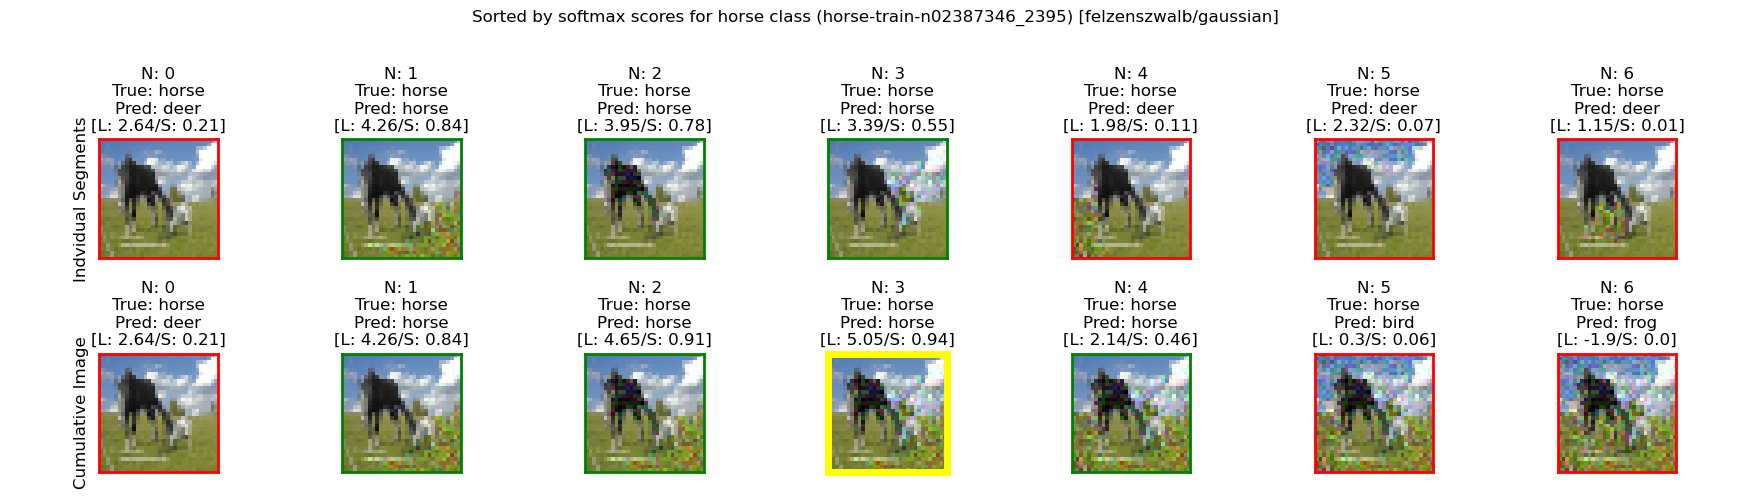 Sorted by softmax scores for horse class (horse-train-n02387346_2395) [felzenszwalb/gaussian]
Indvidual Segments
N: 0
True: horse
Pred: deer
[L: 2.64/S: 0.21]
N: 1
True: horse
Pred: horse
[L: 4.26/S: 0.84]
N: 2
True: horse
Pred: horse
[L: 3.95/S: 0.78]
N: 3
True: horse
Pred: horse
[L: 3.39/S: 0.55]
N: 4
True: horse
Pred: deer
[L: 1.98/S: 0.11]
N: 5
True: horse
Pred: deer
[L: 2.32/S: 0.07]
N: 6
True: horse
Pred: deer
[L: 1.15/S: 0.01]
Cumulative Image
N: 0
True: horse
Pred: deer
[L: 2.64/S: 0.21]
N: 1
True: horse
Pred: horse
[L: 4.26/S: 0.84]
N: 2
True: horse
Pred: horse
[L: 4.65/S: 0.91]
N: 3
True: horse
Pred: horse
[L: 5.05/S: 0.94]
N: 4
True: horse
Pred: horse
[L: 2.14/S: 0.46]
N: 5
True: horse
Pred: bird
[L: 0.3/S: 0.06]
N: 6
True: horse
Pred: frog
[L: -1.9/S: 0.0]